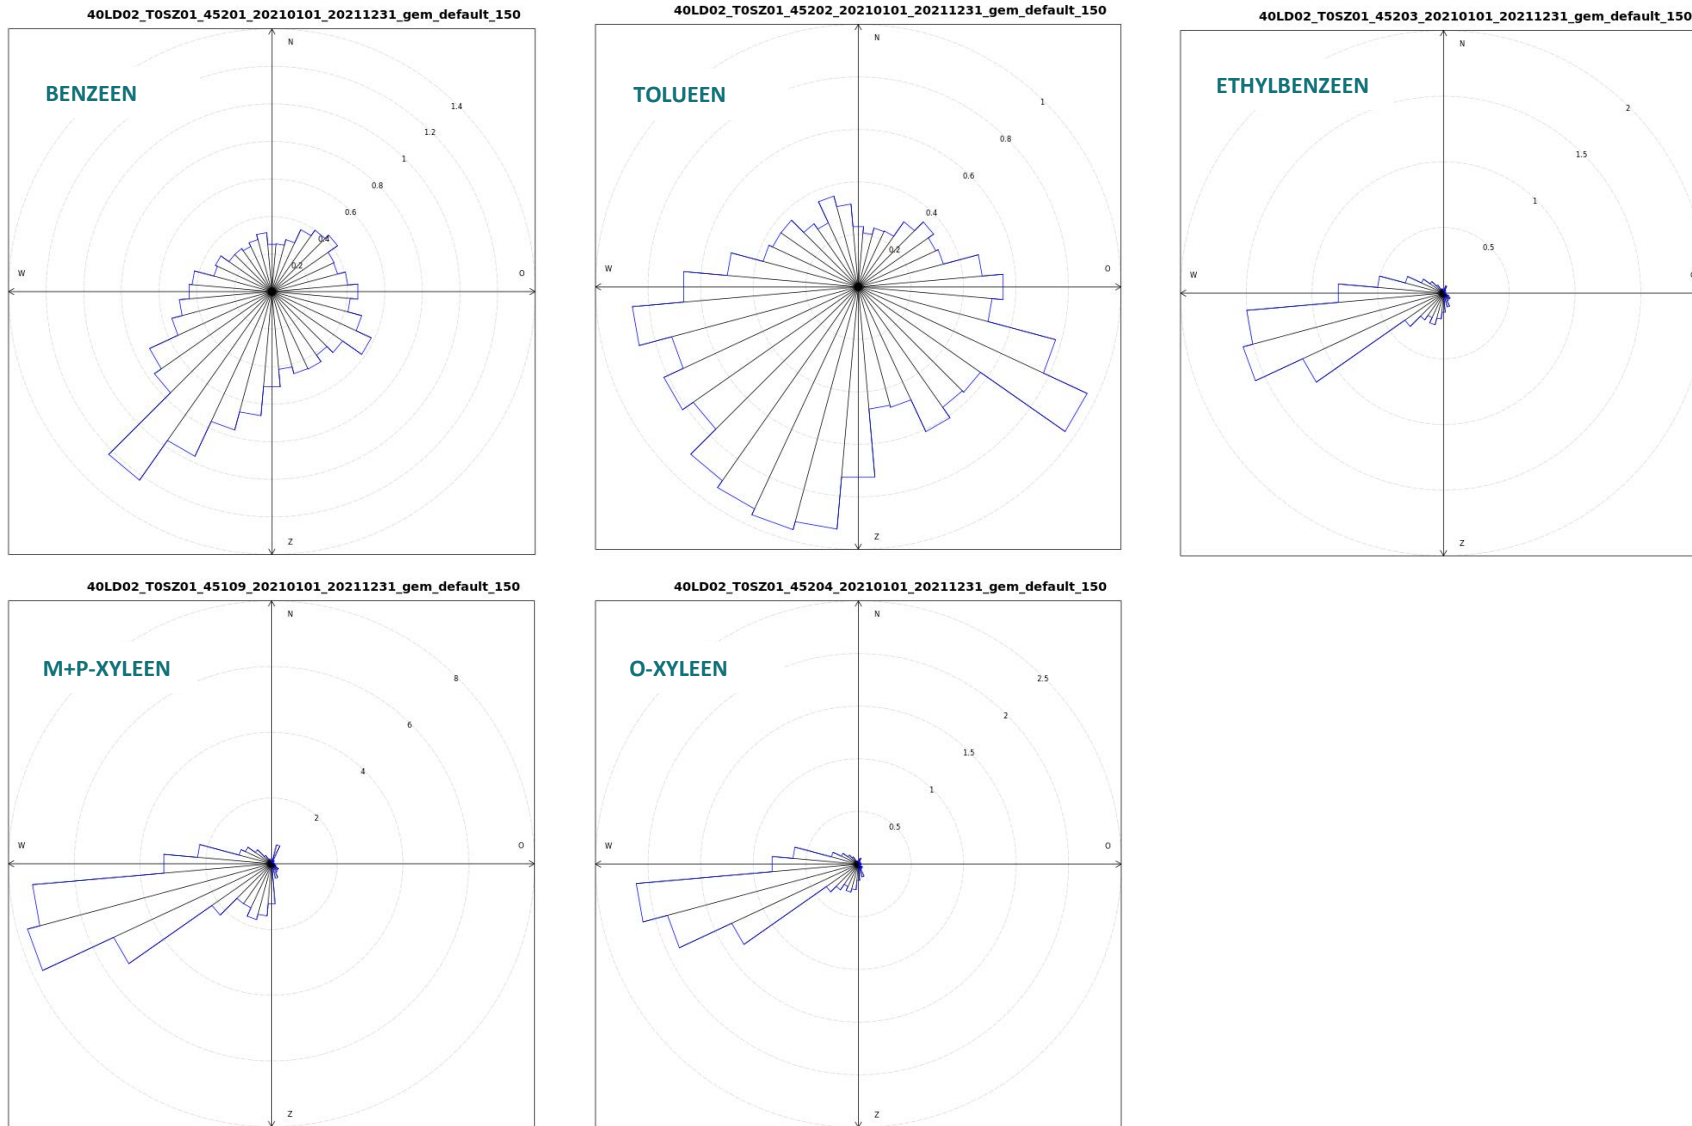 40LD02_T0SZ01_45201_20210101_20211231_gem_default_150
BENZEEN
N
W
O
Z
0.2
0.4
0.6
0.8
1
1.2
1.4
40LD02_T0SZ01_45202_20210101_20211231_gem_default_150
TOLUEEN
N
W
O
Z
0.2
0.4
0.6
0.8
1
40LD02_T0SZ01_45203_20210101_20211231_gem_default_150
ETHYLBENZEEN
N
W
Z
0.5
1
1.5
2
40LD02_T0SZ01_45109_20210101_20211231_gem_default_150
M+P-XYLEEN
N
W
O
Z
2
4
6
8
40LD02_T0SZ01_45204_20210101_20211231_gem_default_150
O-XYLEEN
N
W
O
Z
0.5
1
1.5
2
2.5